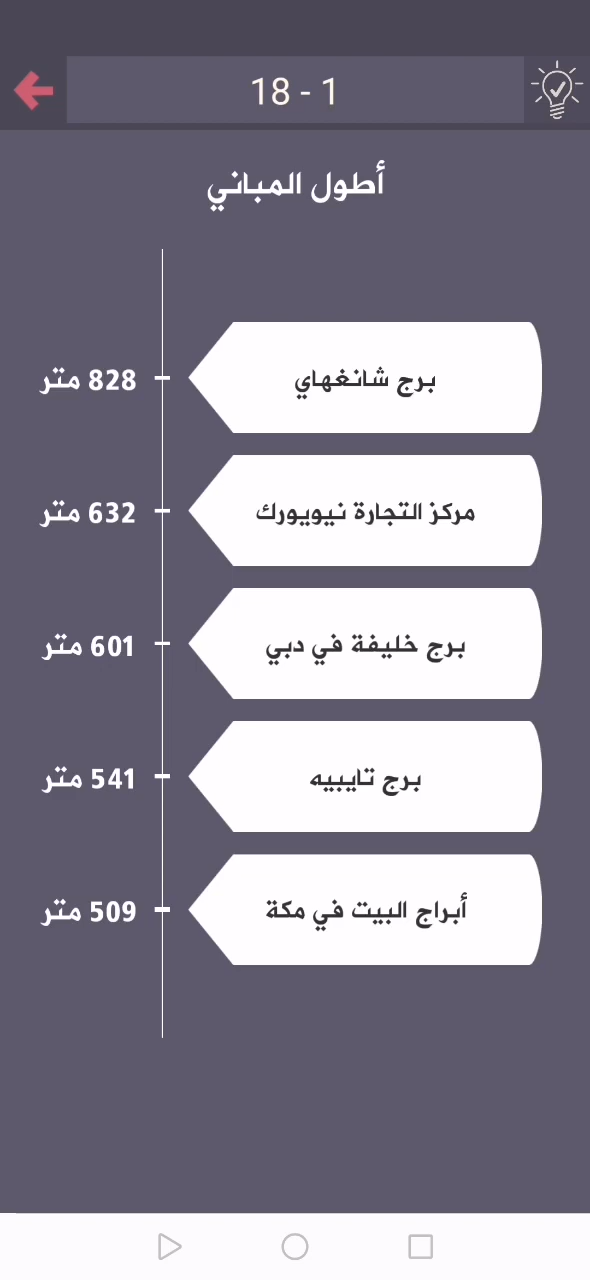 18 - 1
أطول المباني
برج شانغهاي
828 متر
مركز التجارة نيويورك
632 متر
برج خليفة في دبي
601 متر
برج تايبيه
541 متر
أبراج البيت في مكة
509 متر